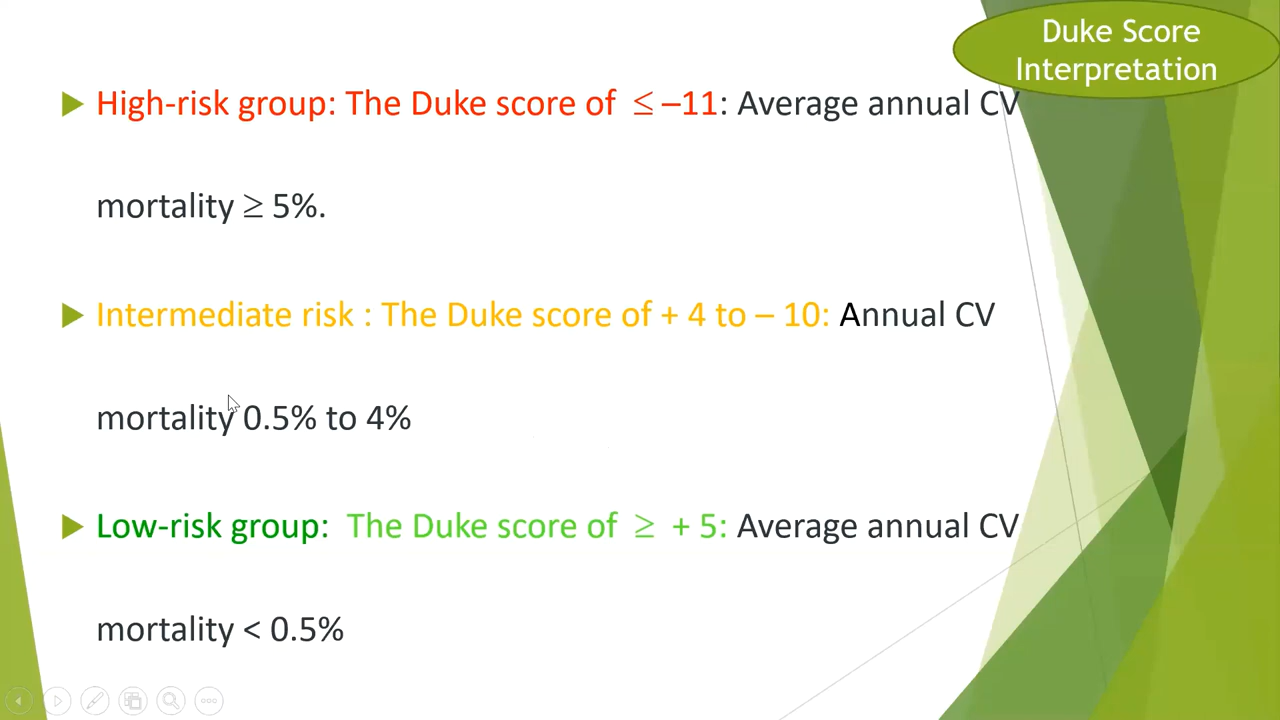 Duke Score
Interpretation
High-risk group: The Duke score of ≤ –11: Average annual CV
mortality ≥ 5%.
Intermediate risk : The Duke score of + 4 to – 10: Annual CV
mortality 0.5% to 4%
Low-risk group: The Duke score of ≥ + 5: Average annual CV
mortality < 0.5%